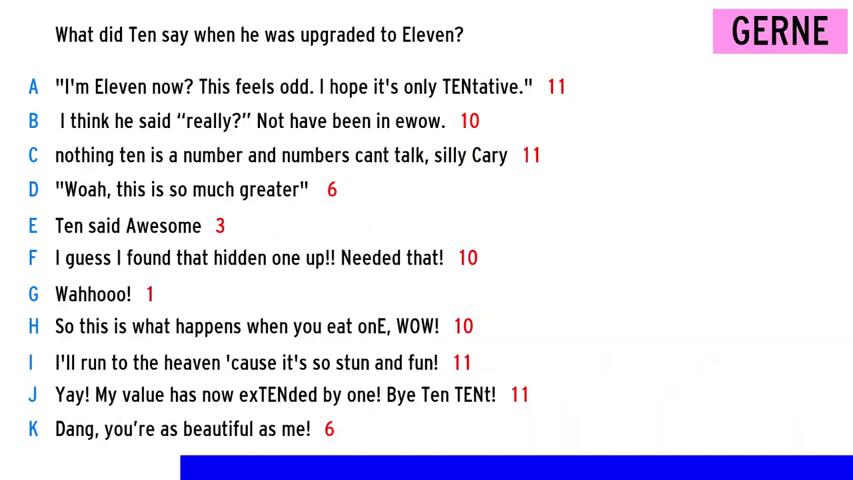 What did Ten say when he was upgraded to Eleven?
GERNE
A "I'm Eleven now? This feels odd. I hope it's only TENtative." 11
B I think he said “really?” Not have been in ewow. 10
C nothing ten is a number and numbers cant talk, silly Cary 11
D "Woah, this is so much greater" 6
E Ten said Awesome 3
F I guess I found that hidden one up!! Needed that! 10
G Wahhooo! 1
H So this is what happens when you eat onE, WOW! 10
I I'll run to the heaven 'cause it's so stun and fun! 11
J Yay! My value has now exTENded by one! Bye Ten TENt! 11
K Dang, you’re as beautiful as me! 6